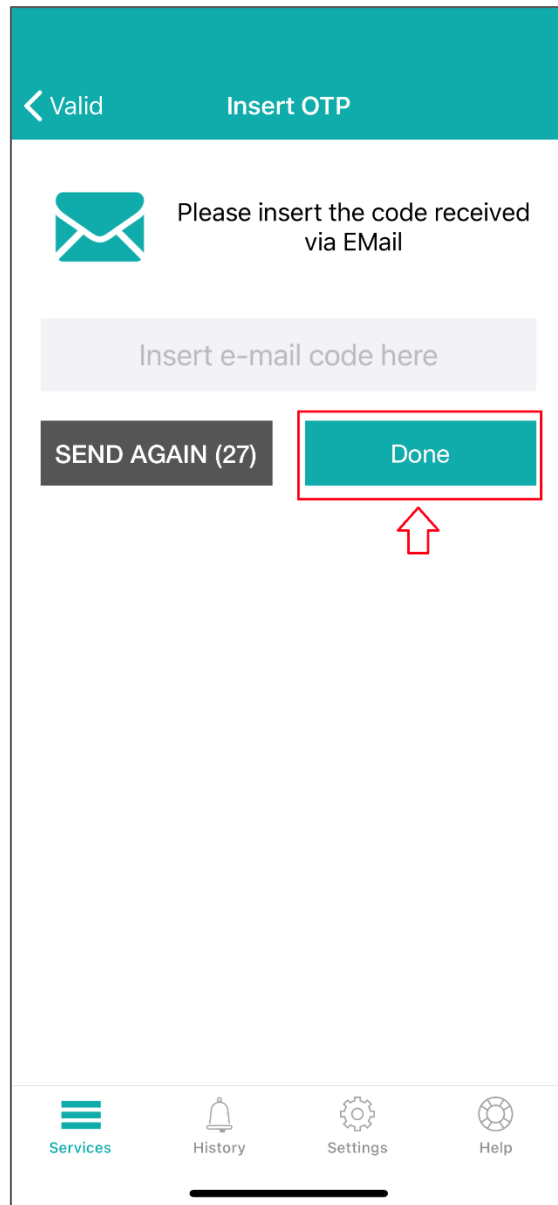 Valid
Insert OTP
Please insert the code received
via EMail
Insert e-mail code here
SEND AGAIN (27)
Done
Services
History
Settings
Help